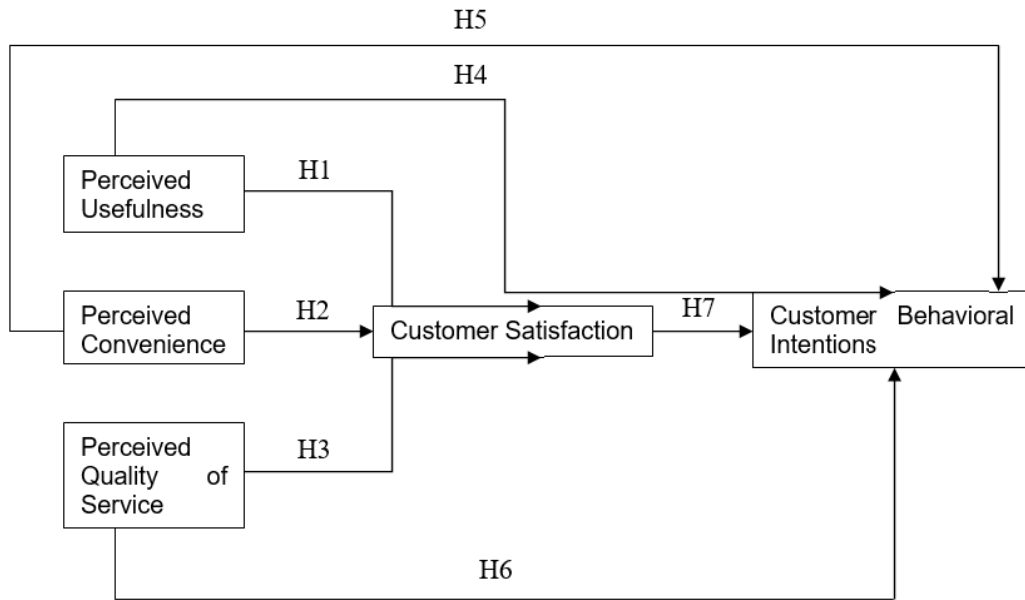 H5
H4
H1
Perceived
Usefulness
H2
Perceived
Convenience
Customer Satisfaction
H7
Customer Behavioral
Intentions
H3
Perceived
Quality of
Service
H6